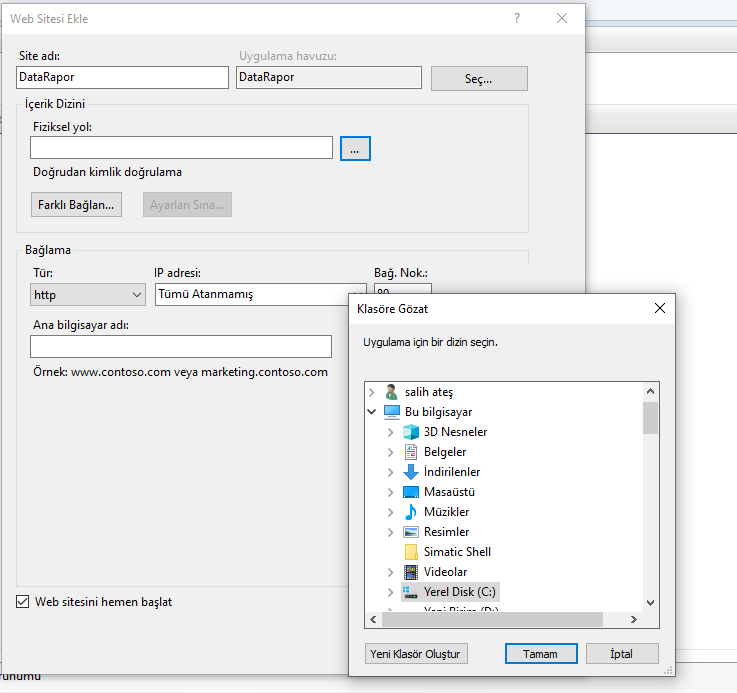 Web Sitesi Ekle
?
Site adı:
Uygulama havuzu:
DataRapor
DataRapor
Seç...
İçerik Dizini
Fiziksel yol:
...
Doğrudan kimlik doğrulama
Farklı Bağlan...
Ayarları Sına...
Bağlama
Tür:
IP adresi:
Bağ. Nok.:
http
Tümü Atanmamış
80
Ana bilgisayar adı:
Örnek: www.contoso.com veya marketing.contoso.com
Web sitesini hemen başlat
Klasöre Gözat
Uygulama için bir dizin seçin.
salih ateş
Bu bilgisayar
3D Nesneler
Belgeler
İndirilenler
Masaüstü
Müzikler
Resimler
Simatic Shell
Videolar
Yerel Disk (C:)
Yeni Birim (D:)
Yeni Klasör Oluştur
Tamam
İptal